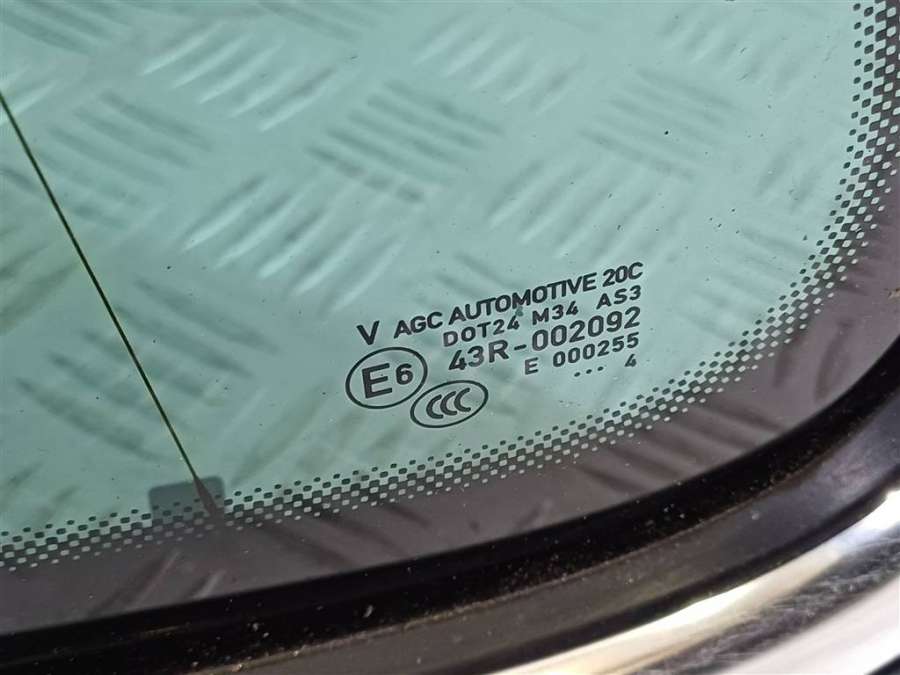 V AGC AUTOMOTIVE 20C
DOT24 M34 AS3
E6 43R-002092
E 000255
CCC ... 4